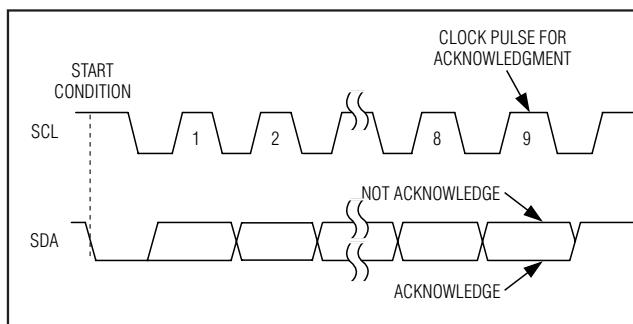 CLOCK PULSE FOR
ACKNOWLEDGMENT
START
CONDITION
SCL
1
2
8
9
NOT ACKNOWLEDGE
SDA
ACKNOWLEDGE